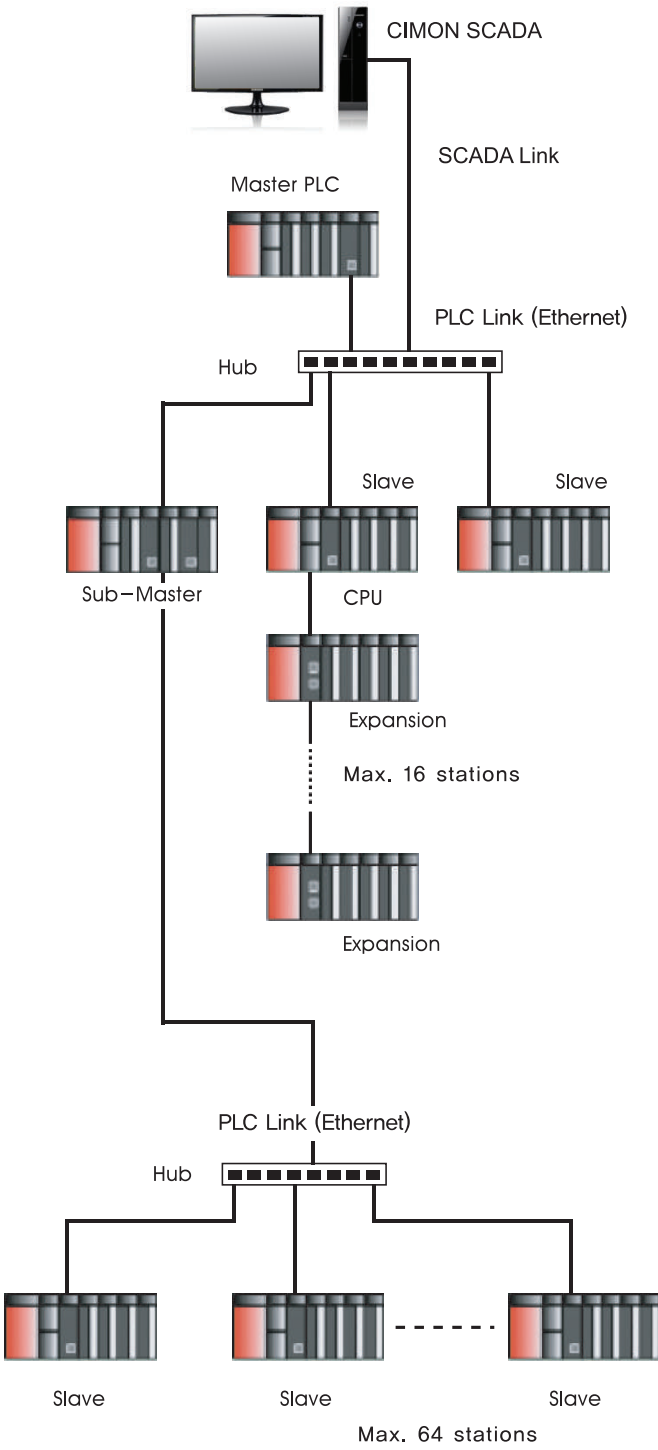 CIMON SCADA
SCADA Link
Master PLC
PLC Link (Ethernet)
Hub
Slave
Slave
Sub-Master
CPU
Expansion
Max. 16 stations
Expansion
PLC Link (Ethernet)
Hub
Slave
Slave
Slave
Max. 64 stations